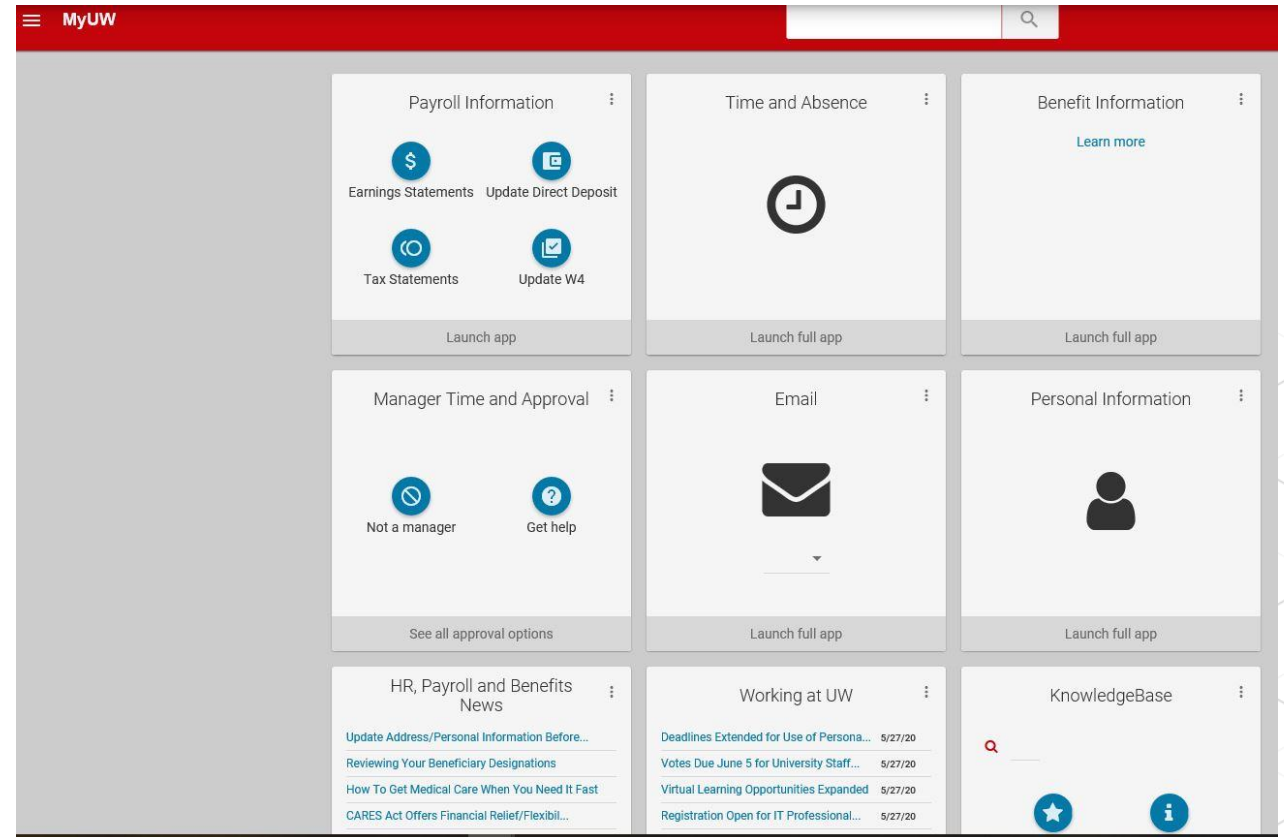 MyUW
Payroll Information
Earnings Statements
Update Direct Deposit
Tax Statements
Update W4
Launch app
Time and Absence
Launch full app
Benefit Information
Learn more
Launch full app
Manager Time and Approval
Not a manager
Get help
See all approval options
Email
Launch full app
Personal Information
Launch full app
HR, Payroll and Benefits
News
Update Address/Personal Information Before...
Reviewing Your Beneficiary Designations
How To Get Medical Care When You Need It Fast
CARES Act Offers Financial Relief/Flexibil...
Working at UW
Deadlines Extended for Use of Persona... 5/27/20
Votes Due June 5 for University Staff... 5/27/20
Virtual Learning Opportunities Expanded 5/27/20
Registration Open for IT Professional... 5/27/20
KnowledgeBase